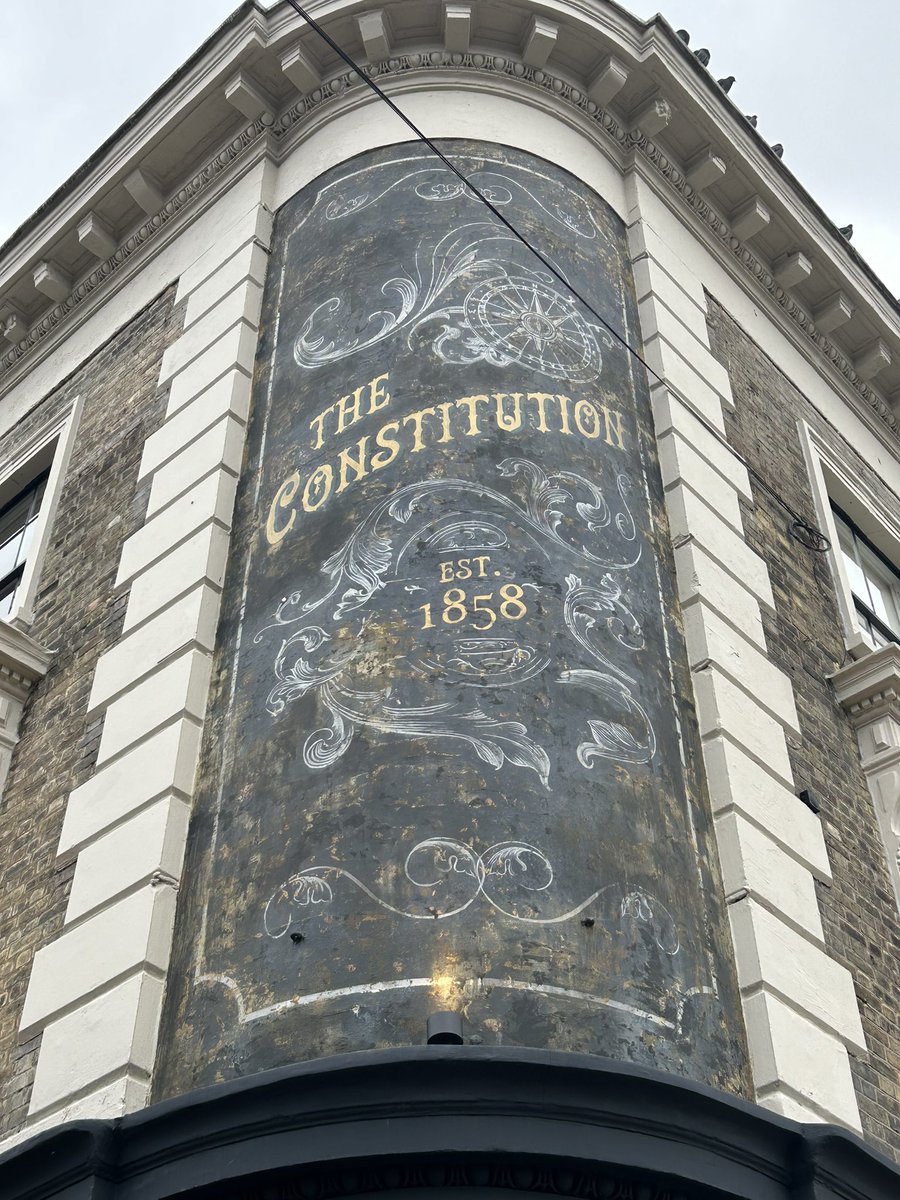 THE
CONSTITUTION
EST.
1858